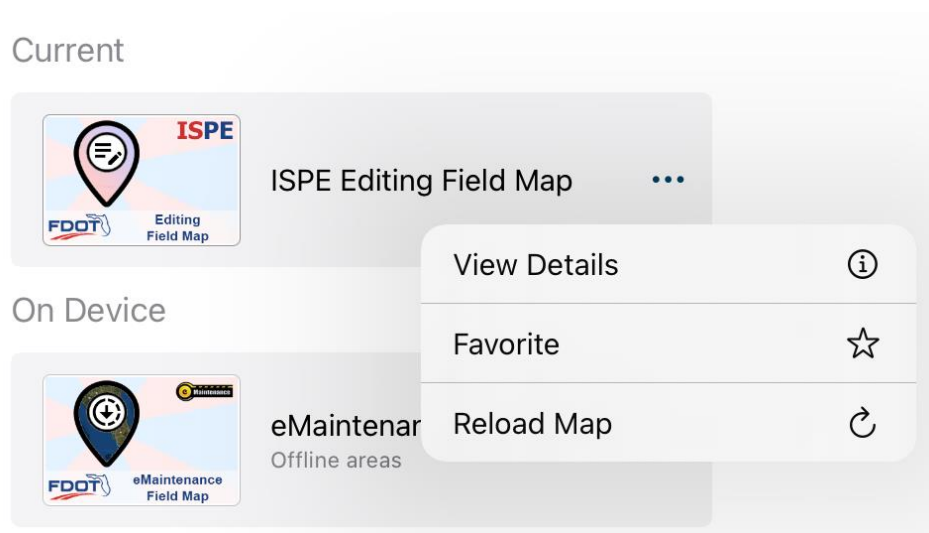 Current
ISPE
FDOT
Editing
Field Map
ISPE Editing Field Map
View Details
Favorite
Reload Map
On Device
e Maintenance
FDOT
eMaintenance
Field Map
eMaintenar
Offline areas